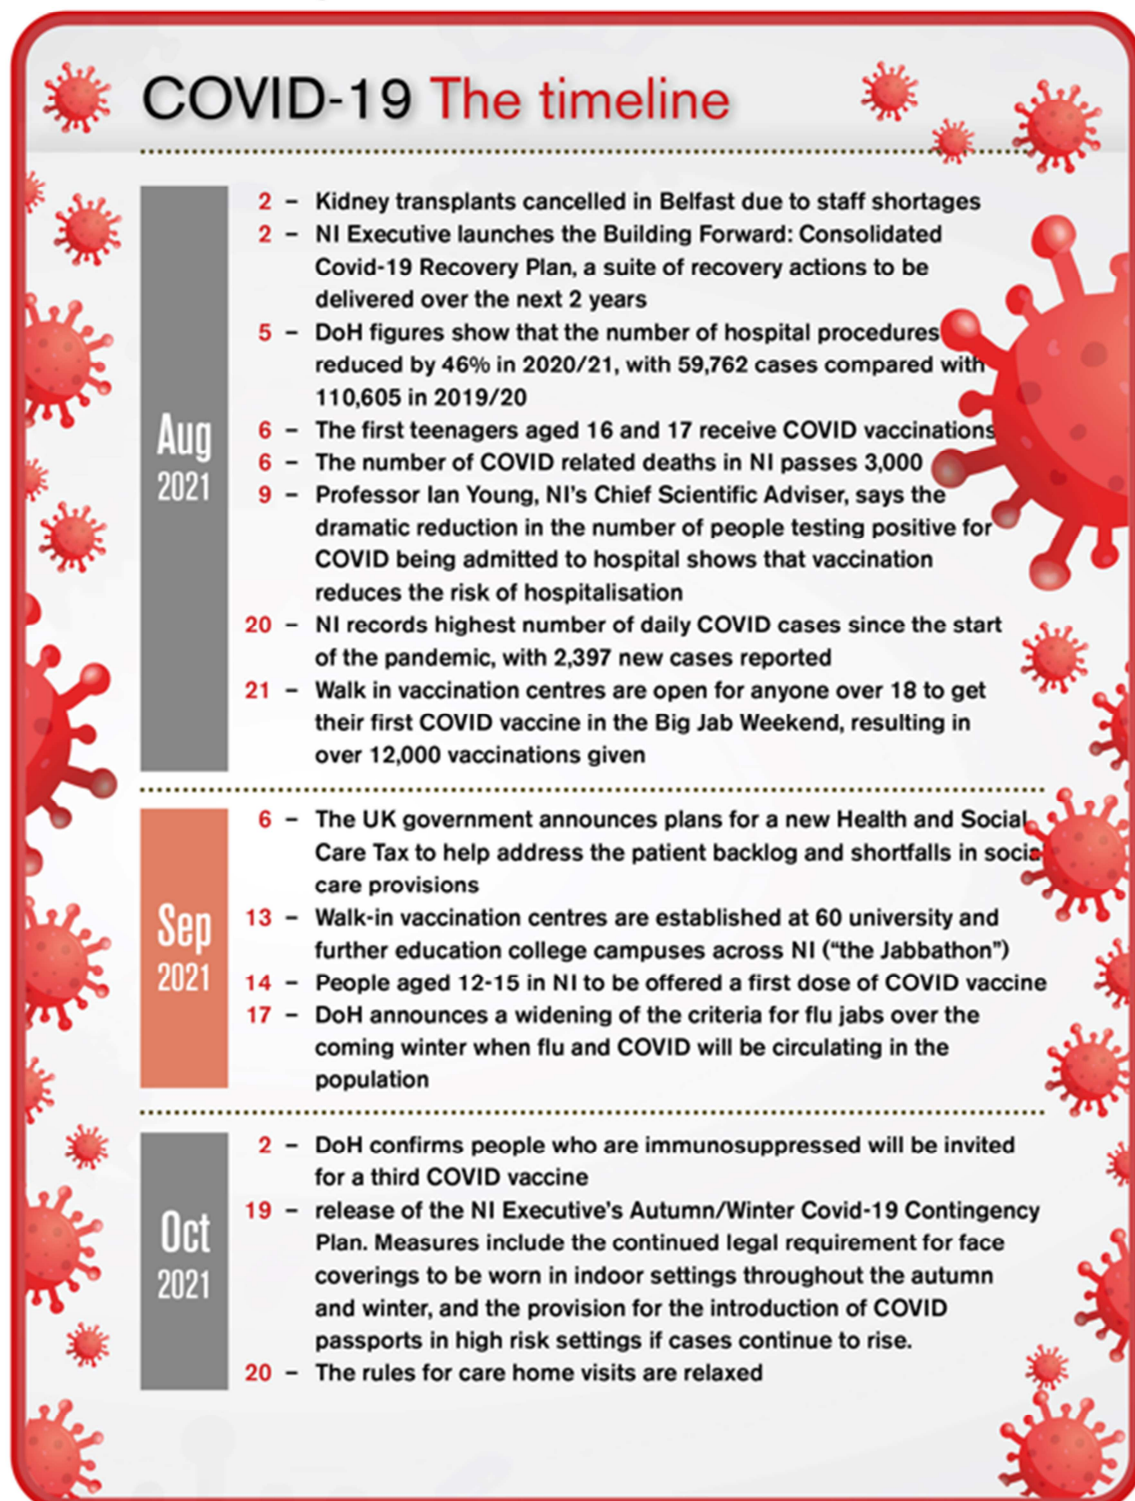 COVID-19 The timeline
Aug
2021
2 – Kidney transplants cancelled in Belfast due to staff shortages
2 – NI Executive launches the Building Forward: Consolidated
Covid-19 Recovery Plan, a suite of recovery actions to be
delivered over the next 2 years
5 – DoH figures show that the number of hospital procedures
reduced by 46% in 2020/21, with 59,762 cases compared with
110,605 in 2019/20
6 – The first teenagers aged 16 and 17 receive COVID vaccinations
6 – The number of COVID related deaths in NI passes 3,000
9 – Professor Ian Young, NI's Chief Scientific Adviser, says the
dramatic reduction in the number of people testing positive for
COVID being admitted to hospital shows that vaccination
reduces the risk of hospitalisation
20 – NI records highest number of daily COVID cases since the start
of the pandemic, with 2,397 new cases reported
21 – Walk in vaccination centres are open for anyone over 18 to get
their first COVID vaccine in the Big Jab Weekend, resulting in
over 12,000 vaccinations given
Sep
2021
6 – The UK government announces plans for a new Health and Social
Care Tax to help address the patient backlog and shortfalls in social
care provisions
13 – Walk-in vaccination centres are established at 60 university and
further education college campuses across NI (“the Jabbathon”)
14 – People aged 12-15 in NI to be offered a first dose of COVID vaccine
17 – DoH announces a widening of the criteria for flu jabs over the
coming winter when flu and COVID will be circulating in the
population
Oct
2021
2 – DoH confirms people who are immunosuppressed will be invited
for a third COVID vaccine
19 – release of the NI Executive's Autumn/Winter Covid-19 Contingency
Plan. Measures include the continued legal requirement for face
coverings to be worn in indoor settings throughout the autumn
and winter, and the provision for the introduction of COVID
passports in high risk settings if cases continue to rise.
20 – The rules for care home visits are relaxed